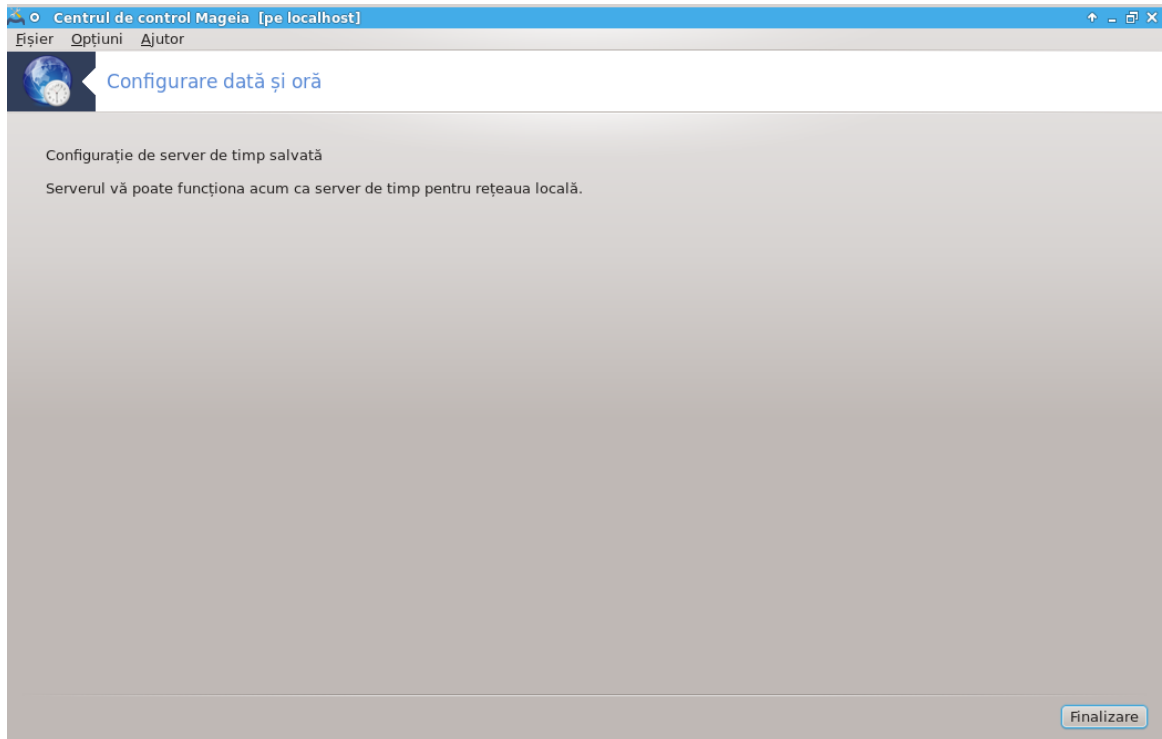 Centrul de control Mageia [pe localhost]
Fișier Opțiuni Ajutor
Configurare dată și oră
Configurație de server de timp salvată
Serverul vă poate funcționa acum ca server de timp pentru rețeaua locală.
Finalizare